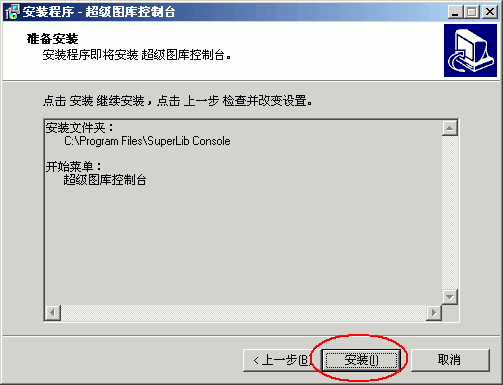 安装程序 - 超级图库控制台
准备安装
安装程序即将安装 超级图库控制台。
点击 安装 继续安装，点击 上一步 检查并改变设置。
安装文件夹：
C:\Program Files\SuperLib Console
开始菜单：
超级图库控制台
<上一步(B)
安装(I)
取消